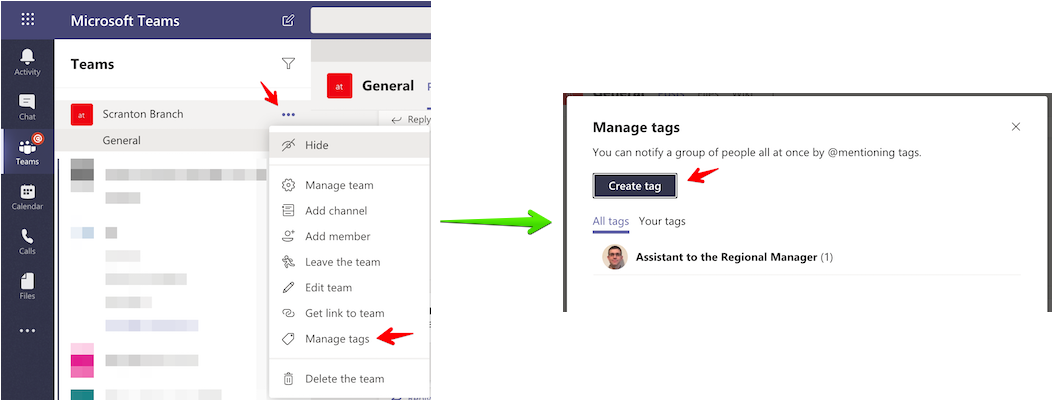 Microsoft Teams
Activity
Chat
Teams
Calendar
Calls
Files
Teams
at
Scranton Branch
General
at
General
Reply
Hide
Manage team
Add channel
Add member
Leave the team
Edit team
Get link to team
Manage tags
Delete the team
Manage tags
You can notify a group of people all at once by @mentioning tags.
Create tag
All tags Your tags
Assistant to the Regional Manager (1)